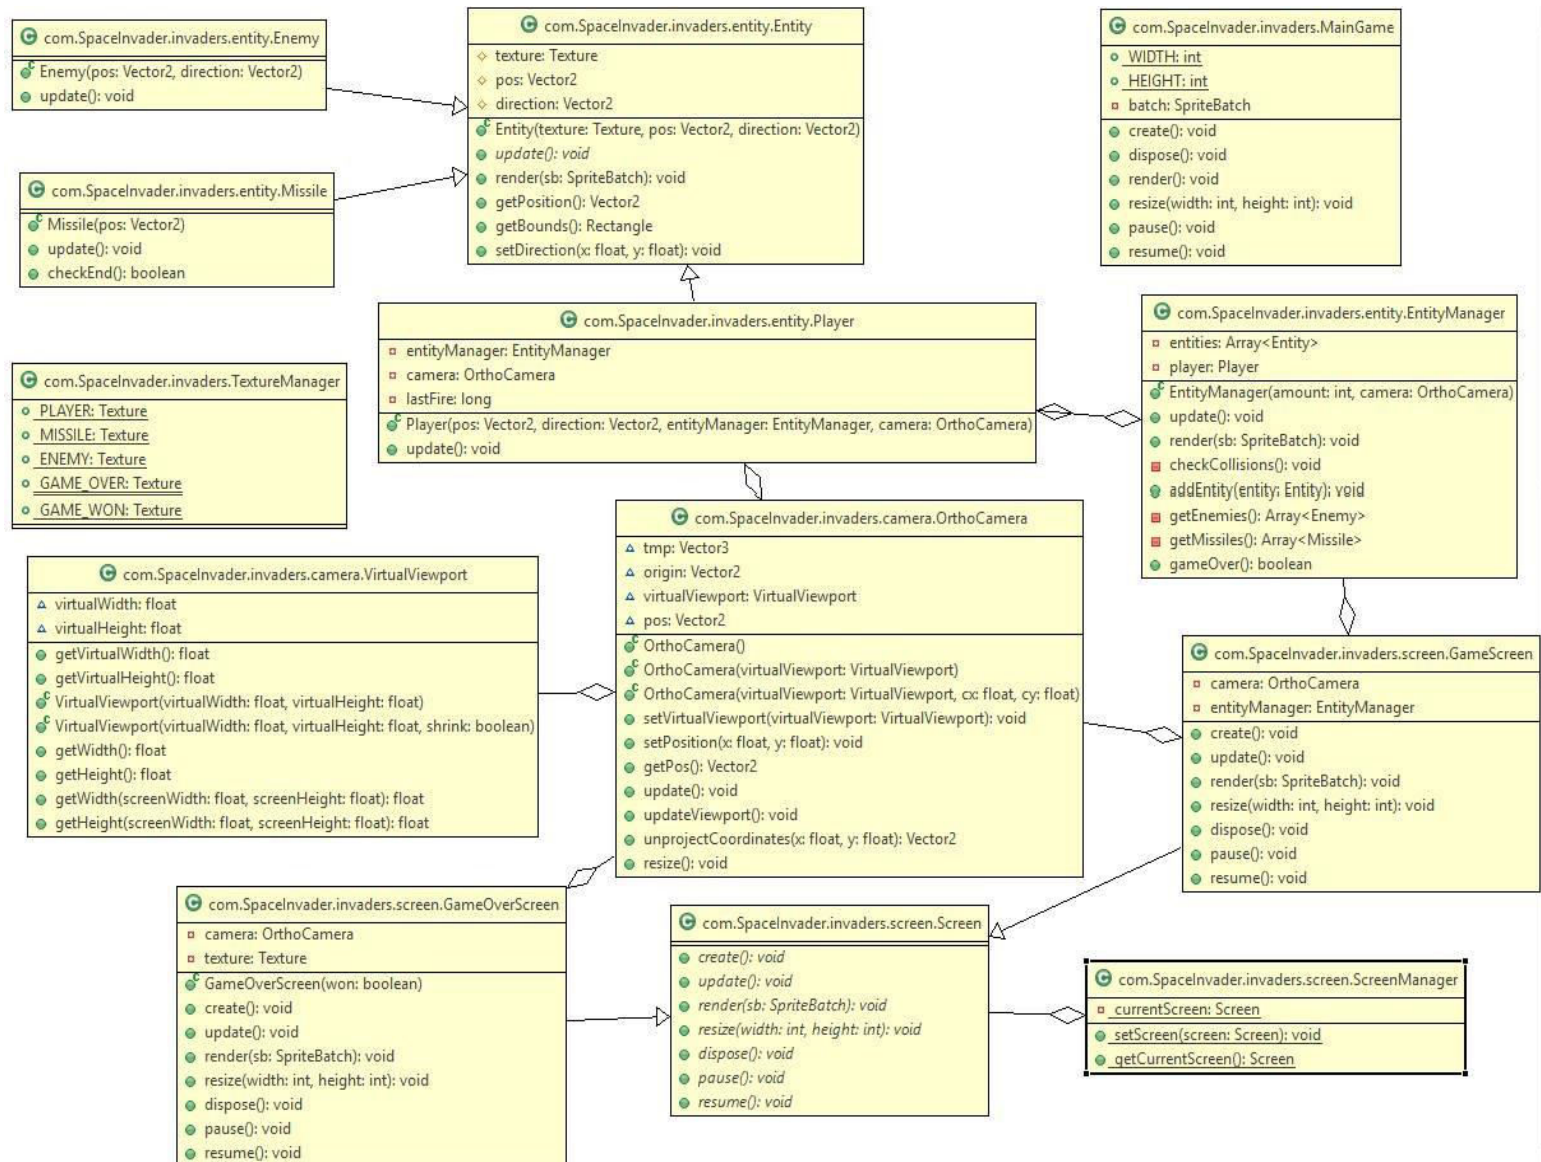 com.SpaceInvader.invaders.entity.Enemy
Enemy(pos: Vector2, direction: Vector2)
update(): void
com.SpaceInvader.invaders.entity.Entity
texture: Texture
pos: Vector2
direction: Vector2
Entity(texture: Texture, pos: Vector2, direction: Vector2)
update(): void
render(sb: SpriteBatch): void
getPosition(): Vector2
getBounds(): Rectangle
setDirection(x: float, y: float): void
com.SpaceInvader.invaders.MainGame
WIDTH: int
HEIGHT: int
batch: SpriteBatch
create(): void
dispose(): void
render(): void
resize(width: int, height: int): void
pause(): void
resume(): void
com.SpaceInvader.invaders.entity.Missile
Missile(pos: Vector2)
update(): void
checkEnd(): boolean
com.SpaceInvader.invaders.entity.Player
entityManager: EntityManager
camera: OrthoCamera
lastFire: long
Player(pos: Vector2, direction: Vector2, entityManager: EntityManager, camera: OrthoCamera)
update(): void
com.SpaceInvader.invaders.entity.EntityManager
entities: Array<Entity>
player: Player
EntityManager(amount: int, camera: OrthoCamera)
update(): void
render(sb: SpriteBatch): void
checkCollisions(): void
addEntity(entity: Entity): void
getEnemies(): Array<Enemy>
getMissiles(): Array<Missile>
gameOver(): boolean
com.SpaceInvader.invaders.TextureManager
PLAYER: Texture
MISSILE: Texture
ENEMY: Texture
GAME_OVER: Texture
GAME_WON: Texture
com.SpaceInvader.invaders.camera.OrthoCamera
tmp: Vector3
origin: Vector2
virtualViewport: VirtualViewport
pos: Vector2
OrthoCamera()
OrthoCamera(virtualViewport: VirtualViewport)
OrthoCamera(virtualViewport: VirtualViewport, cx: float, cy: float)
setVirtualViewport(virtualViewport: VirtualViewport): void
setPosition(x: float, y: float): void
getPos(): Vector2
update(): void
updateViewport(): void
unprojectCoordinates(x: float, y: float): Vector2
resize(): void
com.SpaceInvader.invaders.camera.VirtualViewport
virtualWidth: float
virtualHeight: float
getVirtualWidth(): float
getVirtualHeight(): float
VirtualViewport(virtualWidth: float, virtualHeight: float)
VirtualViewport(virtualWidth: float, virtualHeight: float, shrink: boolean)
getWidth(): float
getHeight(): float
getWidth(screenWidth: float, screenHeight: float): float
getHeight(screenWidth: float, screenHeight: float): float
com.SpaceInvader.invaders.screen.GameScreen
camera: OrthoCamera
entityManager: EntityManager
create(): void
update(): void
render(sb: SpriteBatch): void
resize(width: int, height: int): void
dispose(): void
pause(): void
resume(): void
com.SpaceInvader.invaders.screen.GameOverScreen
camera: OrthoCamera
texture: Texture
GameOverScreen(won: boolean)
create(): void
update(): void
render(sb: SpriteBatch): void
resize(width: int, height: int): void
dispose(): void
pause(): void
resume(): void
com.SpaceInvader.invaders.screen.Screen
create(): void
update(): void
render(sb: SpriteBatch): void
resize(width: int, height: int): void
dispose(): void
pause(): void
resume(): void
com.SpaceInvader.invaders.screen.ScreenManager
currentScreen: Screen
setScreen(screen: Screen): void
getCurrentScreen(): Screen